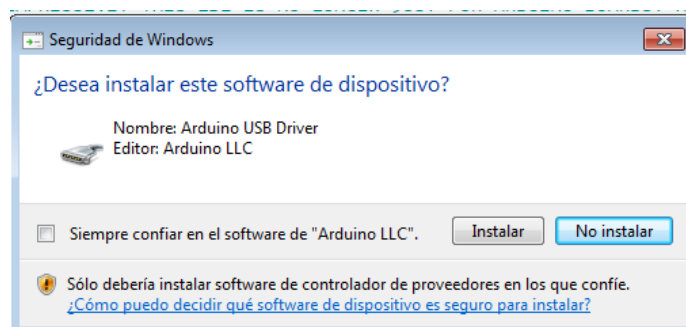 Seguridad de Windows
¿Desea instalar este software de dispositivo?
Nombre: Arduino USB Driver
Editor: Arduino LLC
Siempre confiar en el software de "Arduino LLC".
Instalar
No instalar
Sólo debería instalar software de controlador de proveedores en los que confíe.
¿Cómo puedo decidir qué software de dispositivo es seguro para instalar?